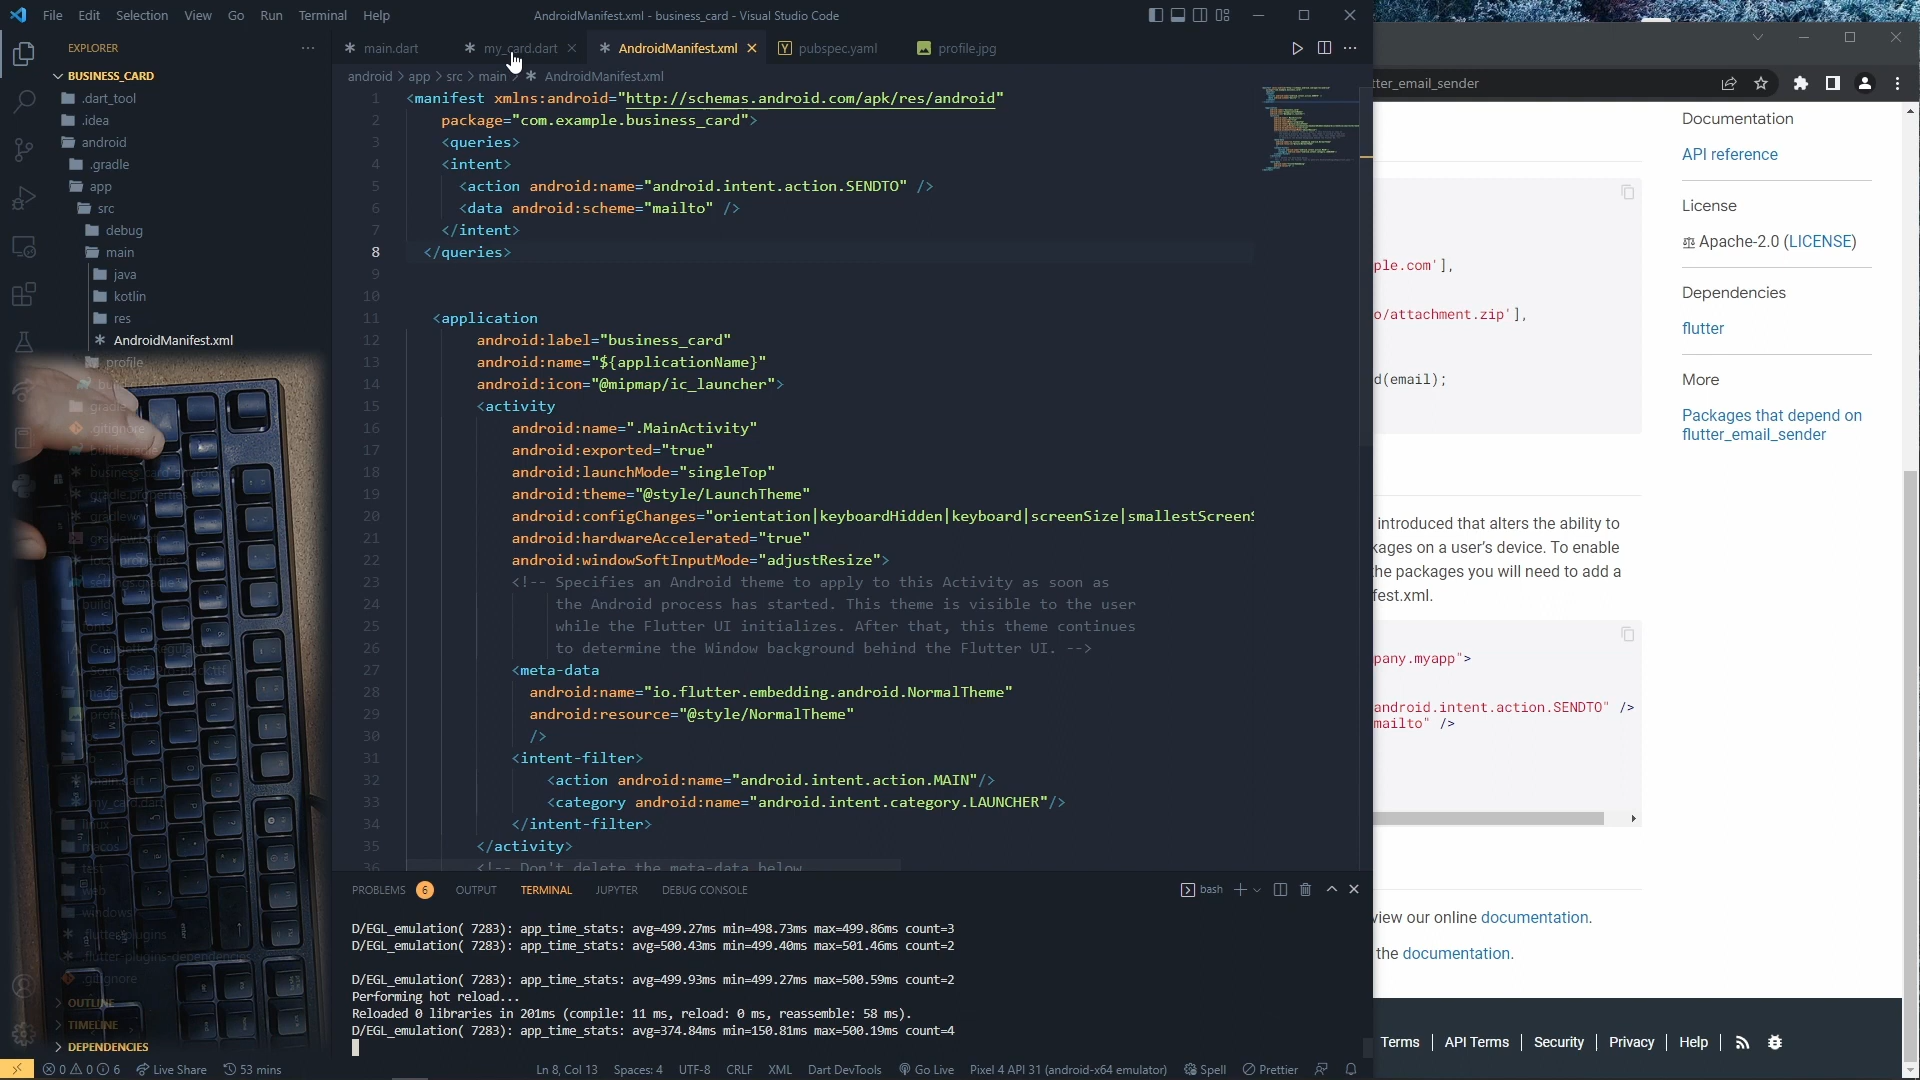 File Edit Selection View Go Run Terminal Help
AndroidManifest.xml - business_card - Visual Studio Code
EXPLORER
BUSINESS_CARD
.dart_tool
.idea
android
.gradle
app
src
debug
main
java
kotlin
res
AndroidManifest.xml
profile
OUTLINE
TIMELINE
DEPENDENCIES
main.dart my_card.dart AndroidManifest.xml pubspec.yaml profile.jpg
android > app > src > main > AndroidManifest.xml
1 <manifest xmlns:android="http://schemas.android.com/apk/res/android"
2 package="com.example.business_card">
3 <queries>
4 <intent>
5 <action android:name="android.intent.action.SENDTO" />
6 <data android:scheme="mailto" />
7 </intent>
8 </queries>
9
10
11 <application
12 android:label="business_card"
13 android:name="${applicationName}"
14 android:icon="@mipmap/ic_launcher">
15 <activity
16 android:name=".MainActivity"
17 android:exported="true"
18 android:launchMode="singleTop"
19 android:theme="@style/LaunchTheme"
20 android:configChanges="orientation|keyboardHidden|keyboard|screenSize|smallestScreenS
21 android:hardwareAccelerated="true"
22 android:windowSoftInputMode="adjustResize">
23 <!-- Specifies an Android theme to apply to this Activity as soon as
24 the Android process has started. This theme is visible to the user
25 while the Flutter UI initializes. After that, this theme continues
26 to determine the Window background behind the Flutter UI. -->
27 <meta-data
28 android:name="io.flutter.embedding.android.NormalTheme"
29 android:resource="@style/NormalTheme"
30 />
31 <intent-filter>
32 <action android:name="android.intent.action.MAIN"/>
33 <category android:name="android.intent.category.LAUNCHER"/>
34 </intent-filter>
35 </activity>
36 <!-- Don't delete the meta-data below
PROBLEMS 6 OUTPUT TERMINAL JUPYTER DEBUG CONSOLE bash
D/EGL_emulation( 7283): app_time_stats: avg=499.27ms min=498.73ms max=499.86ms count=3
D/EGL_emulation( 7283): app_time_stats: avg=500.43ms min=499.40ms max=501.46ms count=2
D/EGL_emulation( 7283): app_time_stats: avg=499.93ms min=499.27ms max=500.59ms count=2
Performing hot reload...
Reloaded 0 libraries in 201ms (compile: 11 ms, reload: 0 ms, reassemble: 58 ms).
D/EGL_emulation( 7283): app_time_stats: avg=374.84ms min=150.81ms max=500.19ms count=4
0 0 6 Live Share 53 mins Ln 8, Col 13 Spaces: 4 UTF-8 CRLF XML Dart DevTools Go Live Pixel 4 API 31 (android-x64 emulator) Spell Prettier
tter_email_sender
ple.com'],
o/attachment.zip'],
d(email);
introduced that alters the ability to
kages on a user's device. To enable
the packages you will need to add a
fest.xml.
pany.myapp">
android.intent.action.SENDTO" />
mailto" />
view our online documentation.
the documentation.
Documentation
API reference
License
Apache-2.0 (LICENSE)
Dependencies
flutter
More
Packages that depend on
flutter_email_sender
Terms API Terms Security Privacy Help